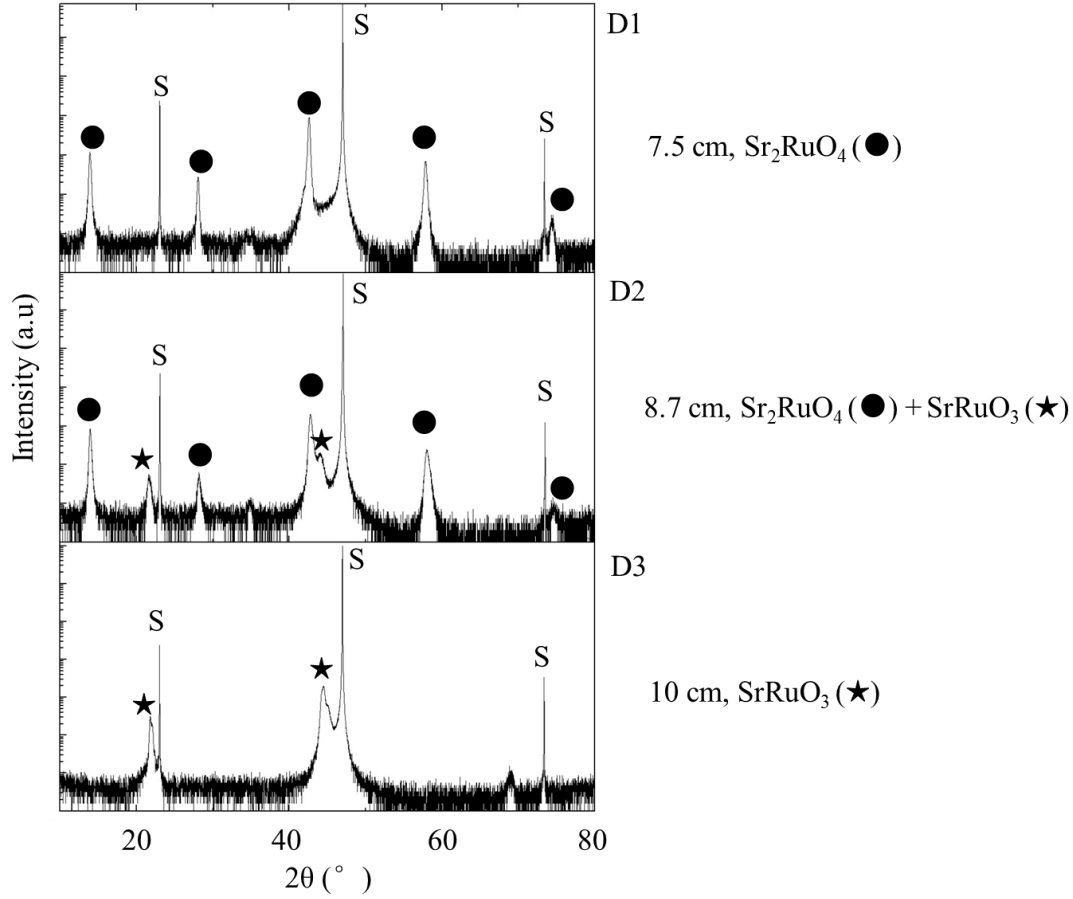 S
D1
S
S
7.5 cm, Sr₂RuO₄ (●)
S
D2
S
S
8.7 cm, Sr₂RuO₄ (●) + SrRuO₃ (★)
Intensity (a.u)
S
D3
S
S
10 cm, SrRuO₃ (★)
20 40 60 80
2θ (°)